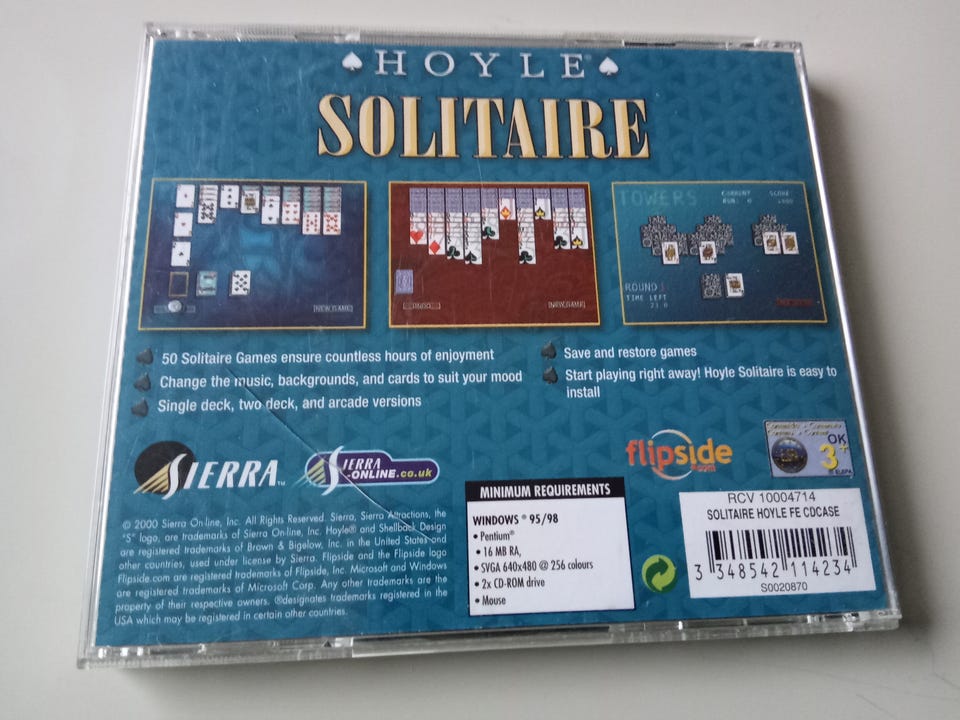 HOYLE®
SOLITAIRE
NEW GAME
NEW GAME
TOWERS
CURRENT
RUN: 0
SCORE
ROUND 1
TIME LEFT
50 Solitaire Games ensure countless hours of enjoyment
Change the music, backgrounds, and cards to suit your mood
Single deck, two deck, and arcade versions
Save and restore games
Start playing right away! Hoyle Solitaire is easy to
install
SIERRA™
SIERRA
-ONLINE.co.uk
flipside
.com
OK
3+
ELSPA
© 2000 Sierra On-line, Inc. All Rights Reserved. Sierra, Sierra Attractions, the
"S" logo, are trademarks of Sierra On-line, Inc. Hoyle® and Shellback Design
are registered trademarks of Brown & Bigelow, Inc. in the United States and
other countries, used under license by Sierra. Flipside and the Flipside logo
Flipside.com are registered trademarks of Flipside, Inc. Microsoft and Windows
are registered trademarks of Microsoft Corp. Any other trademark are the
property of their respective owners. ®designates trademarks registered in the
USA which may be registered in certain other countries.
MINIMUM REQUIREMENTS
WINDOWS® 95/98
• Pentium®
• 16 MB RA,
• SVGA 640x480 @ 256 colours
• 2x CD-ROM drive
• Mouse
RCV 10004714
SOLITAIRE HOYLE FE CDCASE
3 348542 114234
S0020870